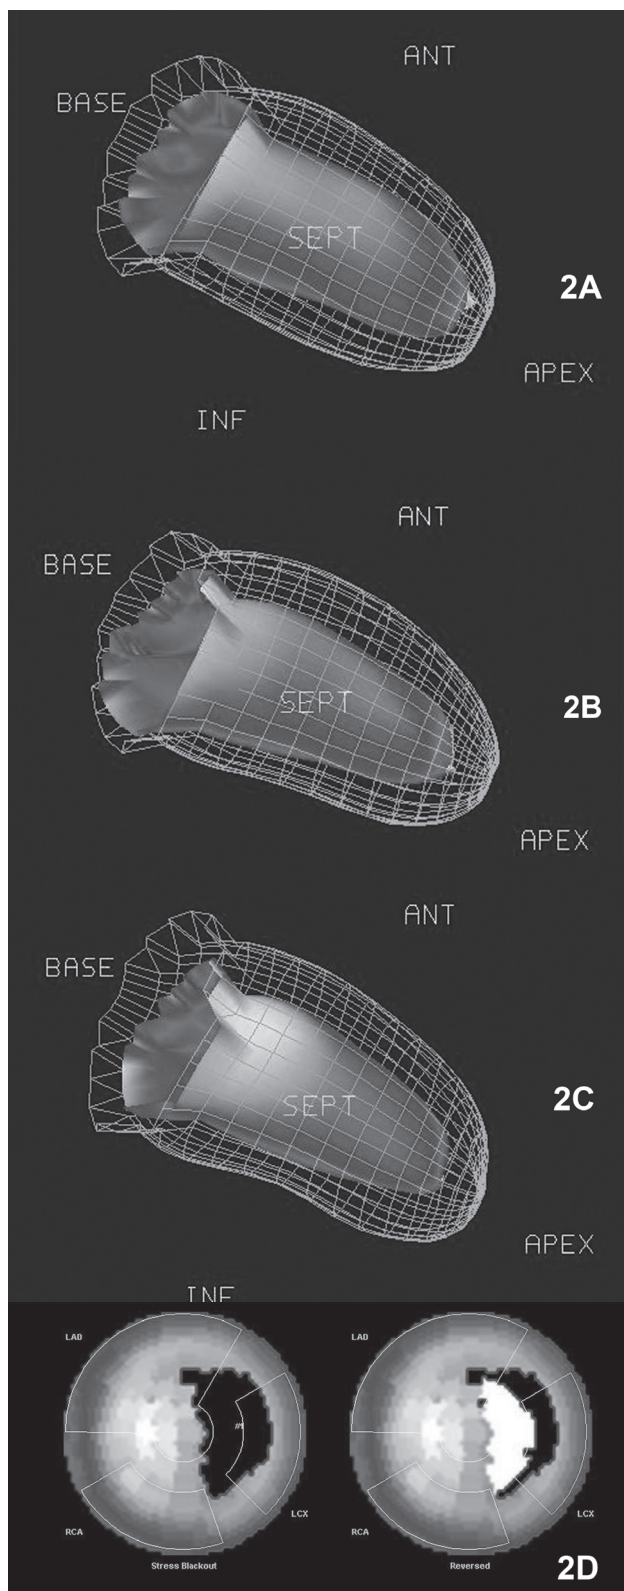 ANT
BASE
SEPT
2A
APEX
INF
ANT
BASE
SEPT
2B
APEX
ANT
BASE
SEPT
2C
APEX
INF
LAD
LAD
LCX
LCX
RCA
RCA
Stress Blackout
Reversed
2D